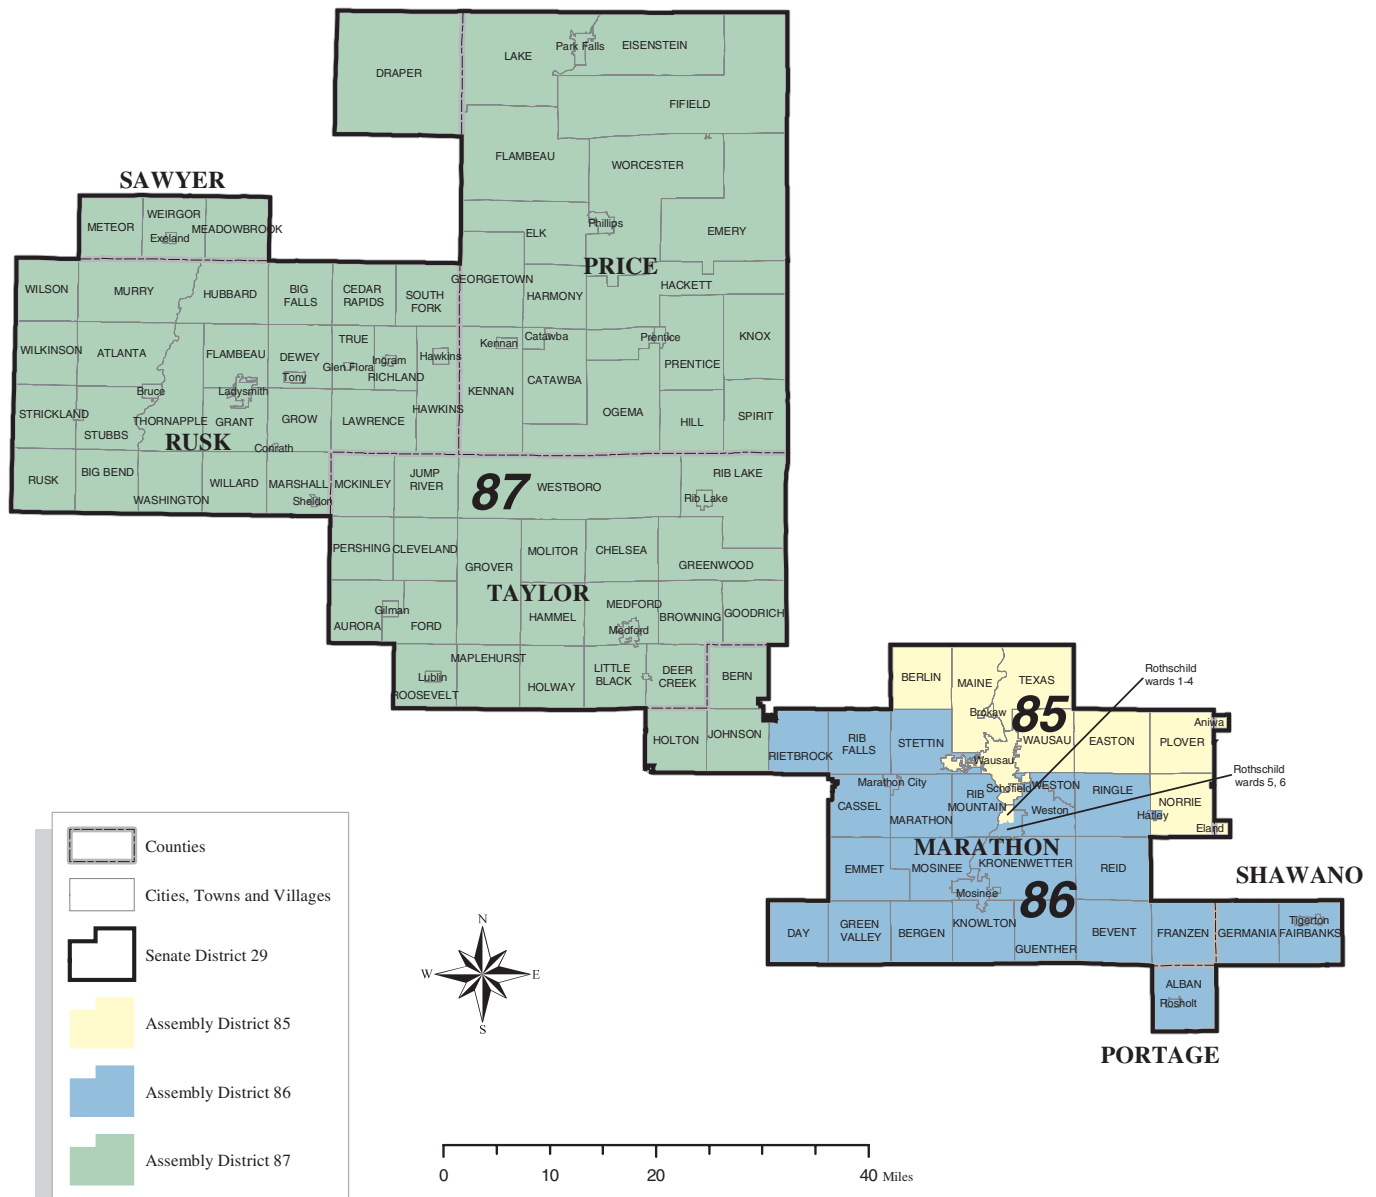 LAKE
Park Falls
EISENSTEIN
DRAPER
FIFIELD
FLAMBEAU
WORCESTER
SAWYER
METEOR
WEIRGOR
Exeland
MEADOWBROOK
Phillips
ELK
EMERY
PRICE
WILSON
MURRY
HUBBARD
BIG
FALLS
CEDAR
RAPIDS
SOUTH
FORK
GEORGETOWN
HARMONY
HACKETT
WILKINSON
ATLANTA
FLAMBEAU
DEWEY
Tony
TRUE
Glen Flora
Ingram
RICHLAND
Hawkins
Kennan
Catawba
Prentice
KNOX
PRENTICE
Bruce
Ladysmith
KENNAN
CATAWBA
STRICKLAND
STUBBS
THORNAPPLE
GRANT
GROW
LAWRENCE
HAWKINS
OGEMA
HILL
SPIRIT
RUSK
Conrath
RUSK
BIG BEND
WASHINGTON
WILLARD
MARSHALL
Sheldon
MCKINLEY
JUMP
RIVER
87
WESTBORO
RIB LAKE
Rib Lake
PERSHING
CLEVELAND
GROVER
MOLITOR
CHELSEA
GREENWOOD
TAYLOR
Gilman
AURORA
FORD
HAMMEL
MEDFORD
Medford
BROWNING
GOODRICH
MAPLEHURST
Lublin
ROOSEVELT
HOLWAY
LITTLE
BLACK
DEER
CREEK
BERN
HOLTON
JOHNSON
BERLIN
MAINE
TEXAS
Rothschild
wards 1-4
Brokaw
85
Aniwa
RIETBROCK
RIB
FALLS
STETTIN
WAUSAU
EASTON
PLOVER
Wausau
Rothschild
wards 5, 6
Marathon City
Schofield
WESTON
RINGLE
CASSEL
MARATHON
RIB
MOUNTAIN
Weston
NORRIE
Hatley
Eland
MARATHON
EMMET
MOSINEE
KRONENWETTER
REID
SHAWANO
Mosinee
86
DAY
GREEN
VALLEY
BERGEN
KNOWLTON
GUENTHER
BEVENT
FRANZEN
GERMANIA
Tigerton
FAIRBANKS
ALBAN
Rosholt
PORTAGE
Counties
Cities, Towns and Villages
Senate District 29
Assembly District 85
Assembly District 86
Assembly District 87
N
W
E
S
0 10 20 40 Miles